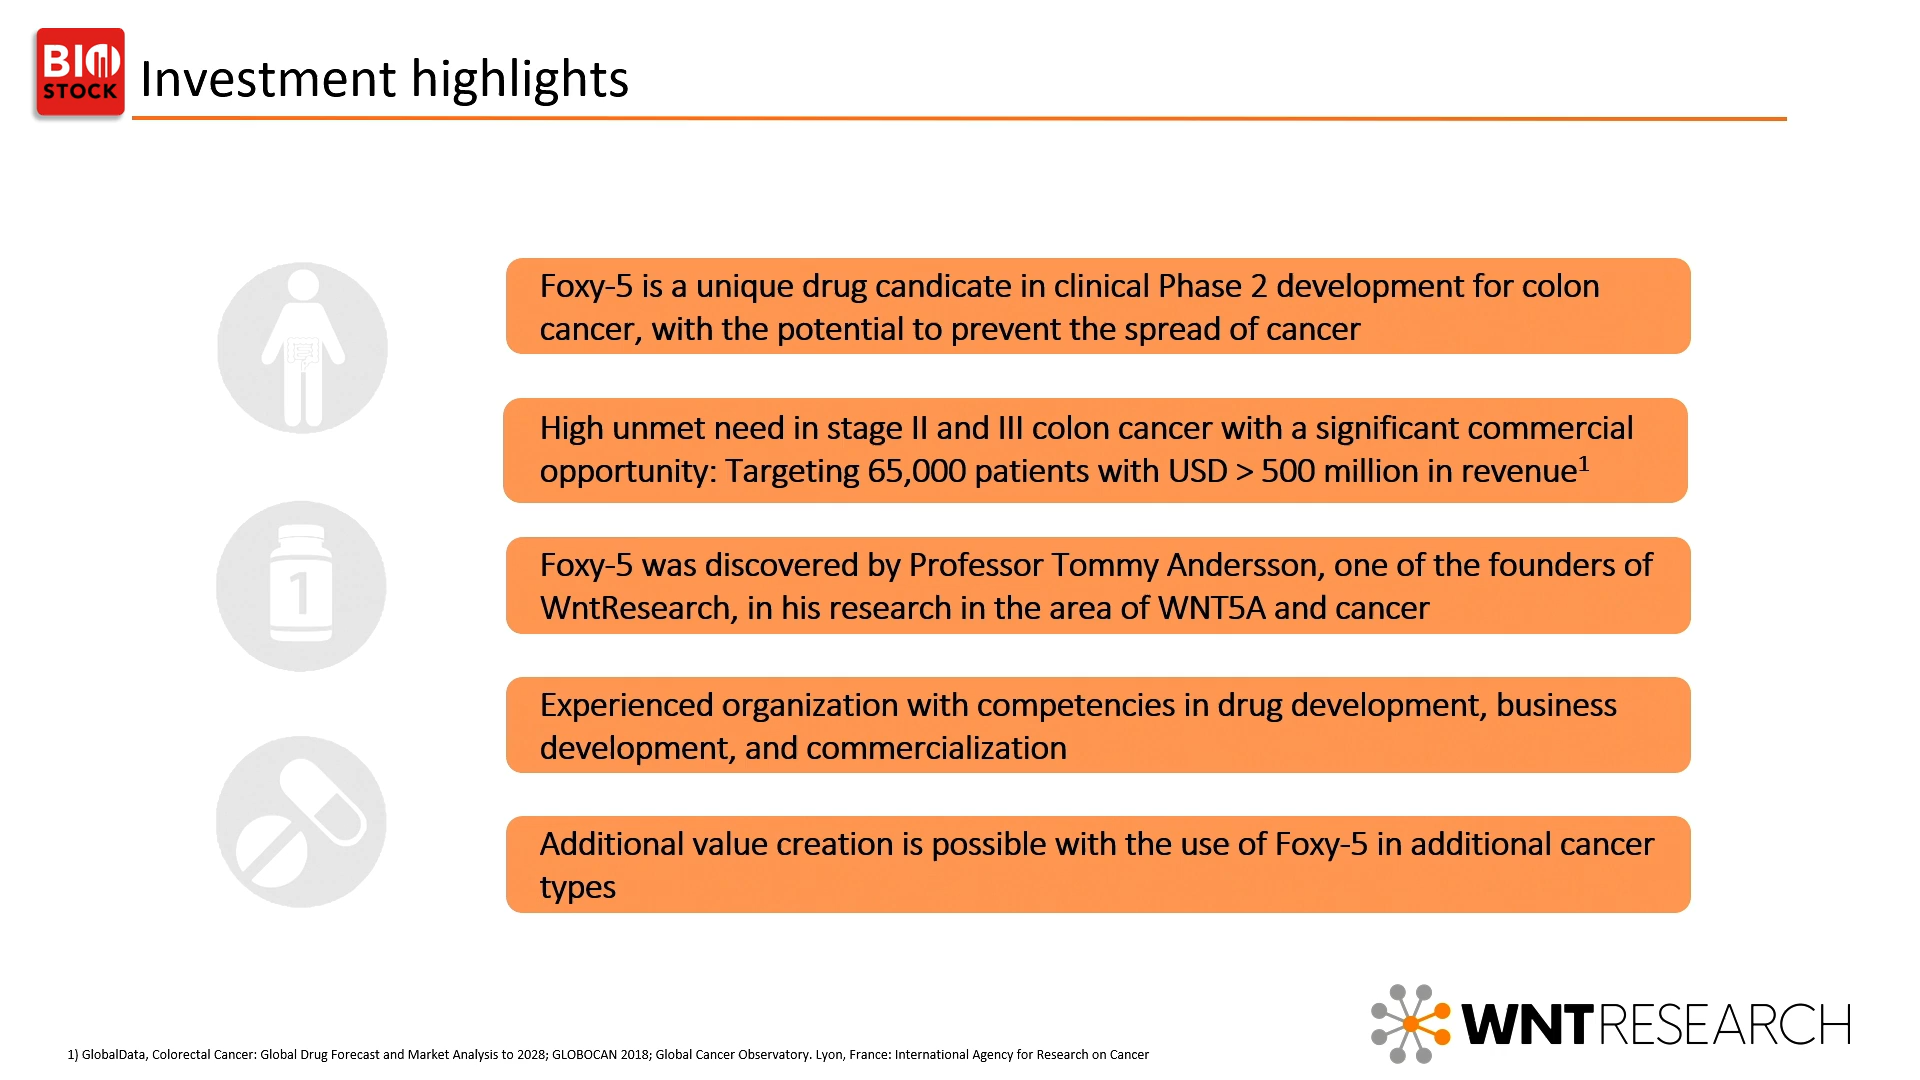 BIO
STOCK
Investment highlights
Foxy-5 is a unique drug candicate in clinical Phase 2 development for colon
cancer, with the potential to prevent the spread of cancer
High unmet need in stage II and III colon cancer with a significant commercial
opportunity: Targeting 65,000 patients with USD > 500 million in revenue1
1
Foxy-5 was discovered by Professor Tommy Andersson, one of the founders of
WntResearch, in his research in the area of WNT5A and cancer
Experienced organization with competencies in drug development, business
development, and commercialization
Additional value creation is possible with the use of Foxy-5 in additional cancer
types
WNTRESEARCH
1) GlobalData, Colorectal Cancer: Global Drug Forecast and Market Analysis to 2028; GLOBOCAN 2018; Global Cancer Observatory. Lyon, France: International Agency for Research on Cancer